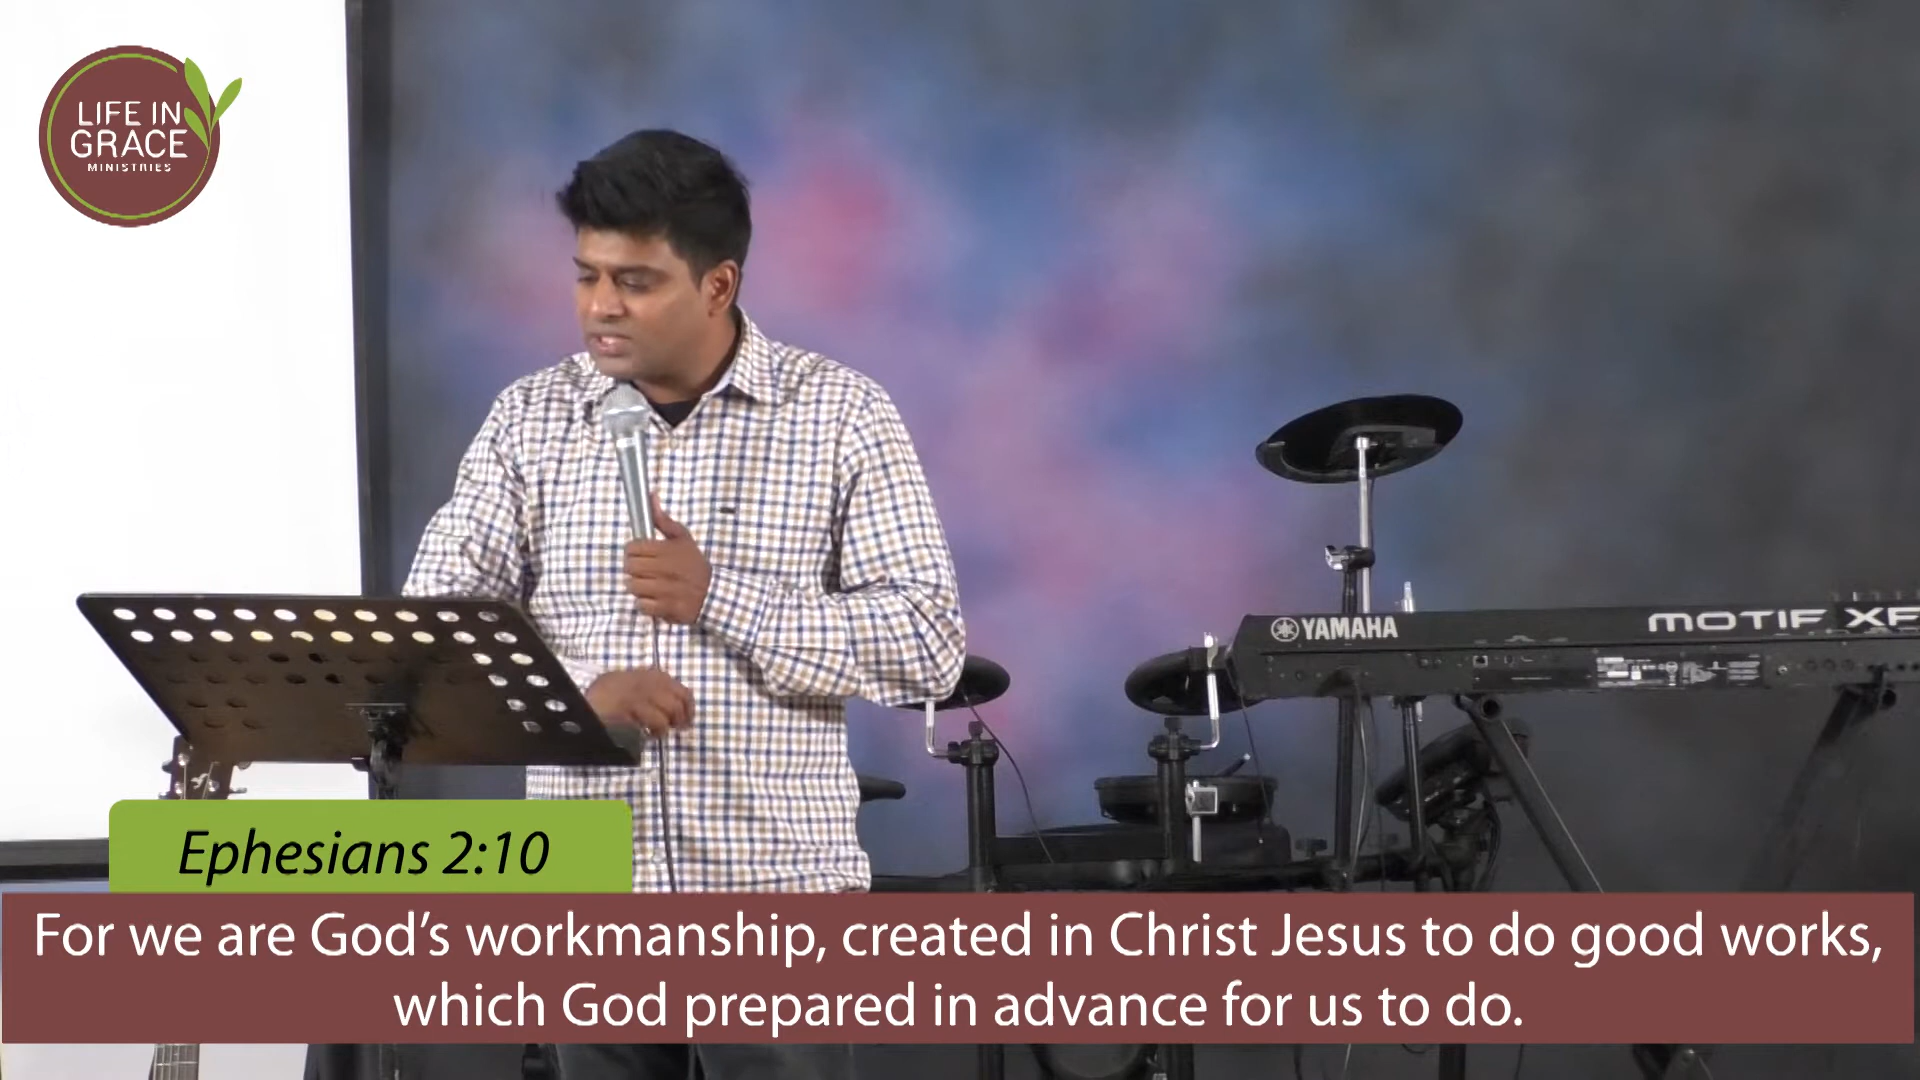 LIFE IN
GRACE
MINISTRIES
YAMAHA
MOTIF XF
Ephesians 2:10
For we are God’s workmanship, created in Christ Jesus to do good works,
which God prepared in advance for us to do.